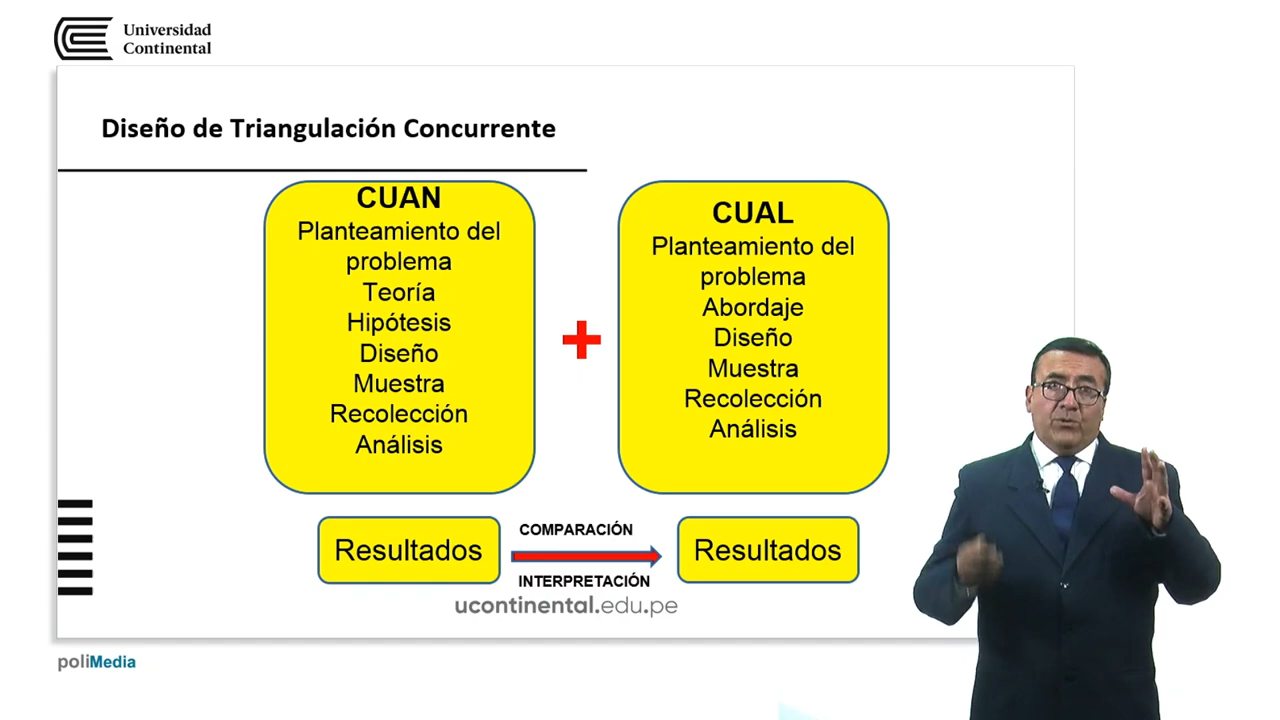 Universidad
Continental
Diseño de Triangulación Concurrente
CUAN
Planteamiento del
problema
Teoría
Hipótesis
Diseño
Muestra
Recolección
Análisis
+
CUAL
Planteamiento del
problema
Abordaje
Diseño
Muestra
Recolección
Análisis
Resultados
COMPARACIÓN
INTERPRETACIÓN
Resultados
ucontinental.edu.pe
poliMedia